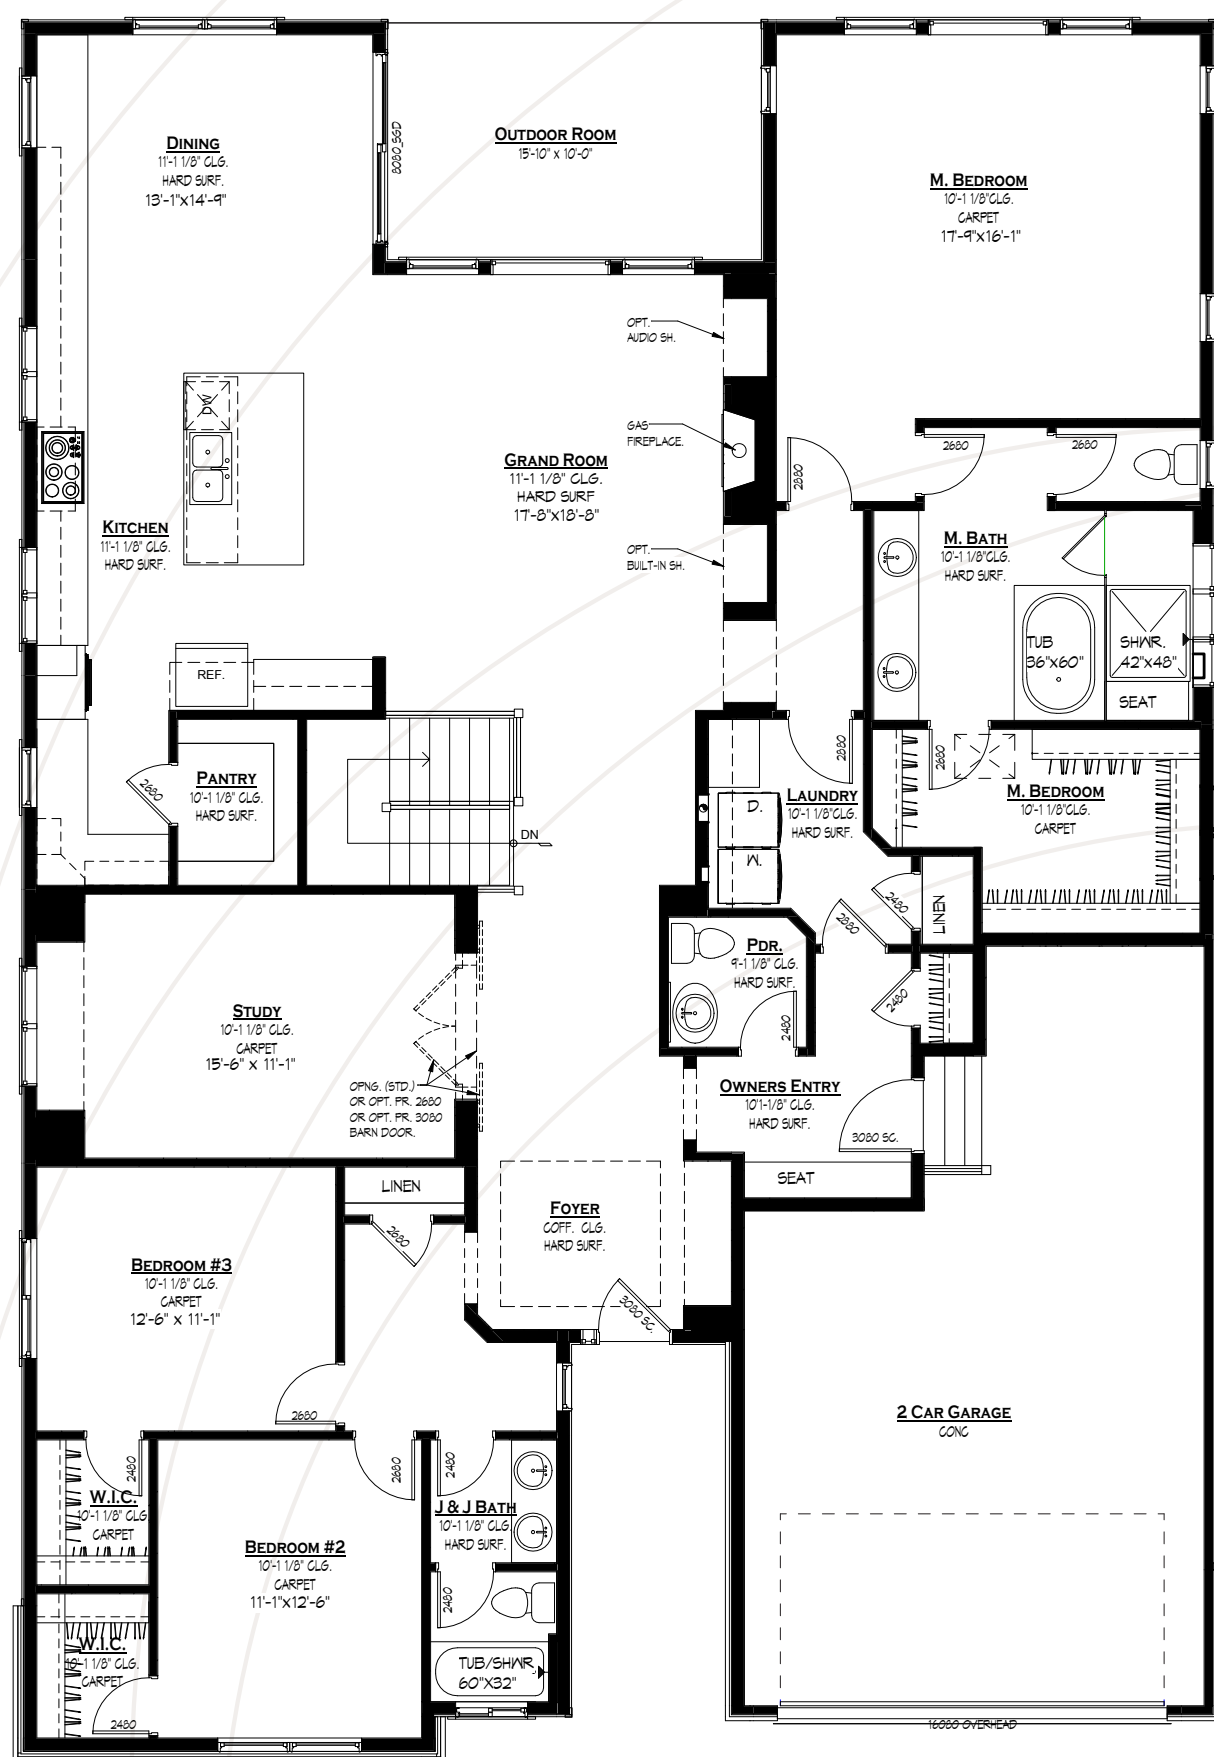 DINING
11'-1 1/8" CLG.
HARD SURF.
13'-1"x14'-9"
8080_SGD
OUTDOOR ROOM
15'-10" x 10'-0"
M. BEDROOM
10'-1 1/8"CLG.
CARPET
17'-9"x16'-1"
OPT.
AUDIO SH.
GAS
FIREPLACE.
OPT.
BUILT-IN SH.
DW
GRAND ROOM
11'-1 1/8" CLG.
HARD SURF
17'-8"x18'-8"
KITCHEN
11'-1 1/8" CLG.
HARD SURF.
2880
2680
2680
M. BATH
10'-1 1/8"CLG.
HARD SURF.
TUB
36"x60"
SHWR.
42"x48"
SEAT
REF.
2680
PANTRY
10'-1 1/8" CLG.
HARD SURF.
DN
2880
LAUNDRY
10'-1 1/8"CLG.
HARD SURF.
D.
W.
2680
M. BEDROOM
10'-1 1/8"CLG.
CARPET
2480
LINEN
2880
PDR.
9'-1 1/8" CLG.
HARD SURF.
2480
2480
STUDY
10'-1 1/8" CLG.
CARPET
15'-6" x 11'-1"
OPNG. (STD.)
OR OPT. PR. 2680
OR OPT. PR. 3080
BARN DOOR.
OWNERS ENTRY
10'1-1/8" CLG.
HARD SURF.
3080 SC.
SEAT
LINEN
2680
FOYER
COFF. CLG.
HARD SURF.
3080 SC.
BEDROOM #3
10'-1 1/8" CLG.
CARPET
12'-6" x 11'-1"
2680
2 CAR GARAGE
CONC
2480
2680
2480
W.I.C.
10'-1 1/8" CLG
CARPET
J & J BATH
10'-1 1/8" CLG
HARD SURF.
BEDROOM #2
10'-1 1/8" CLG.
CARPET
11'-1"x12'-6"
2480
W.I.C.
10'-1 1/8" CLG.
CARPET
2480
TUB/SHWR.
60"X32"
16080 OVERHEAD